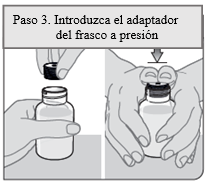 Paso 3. Introduzca el adaptador
del frasco a presión